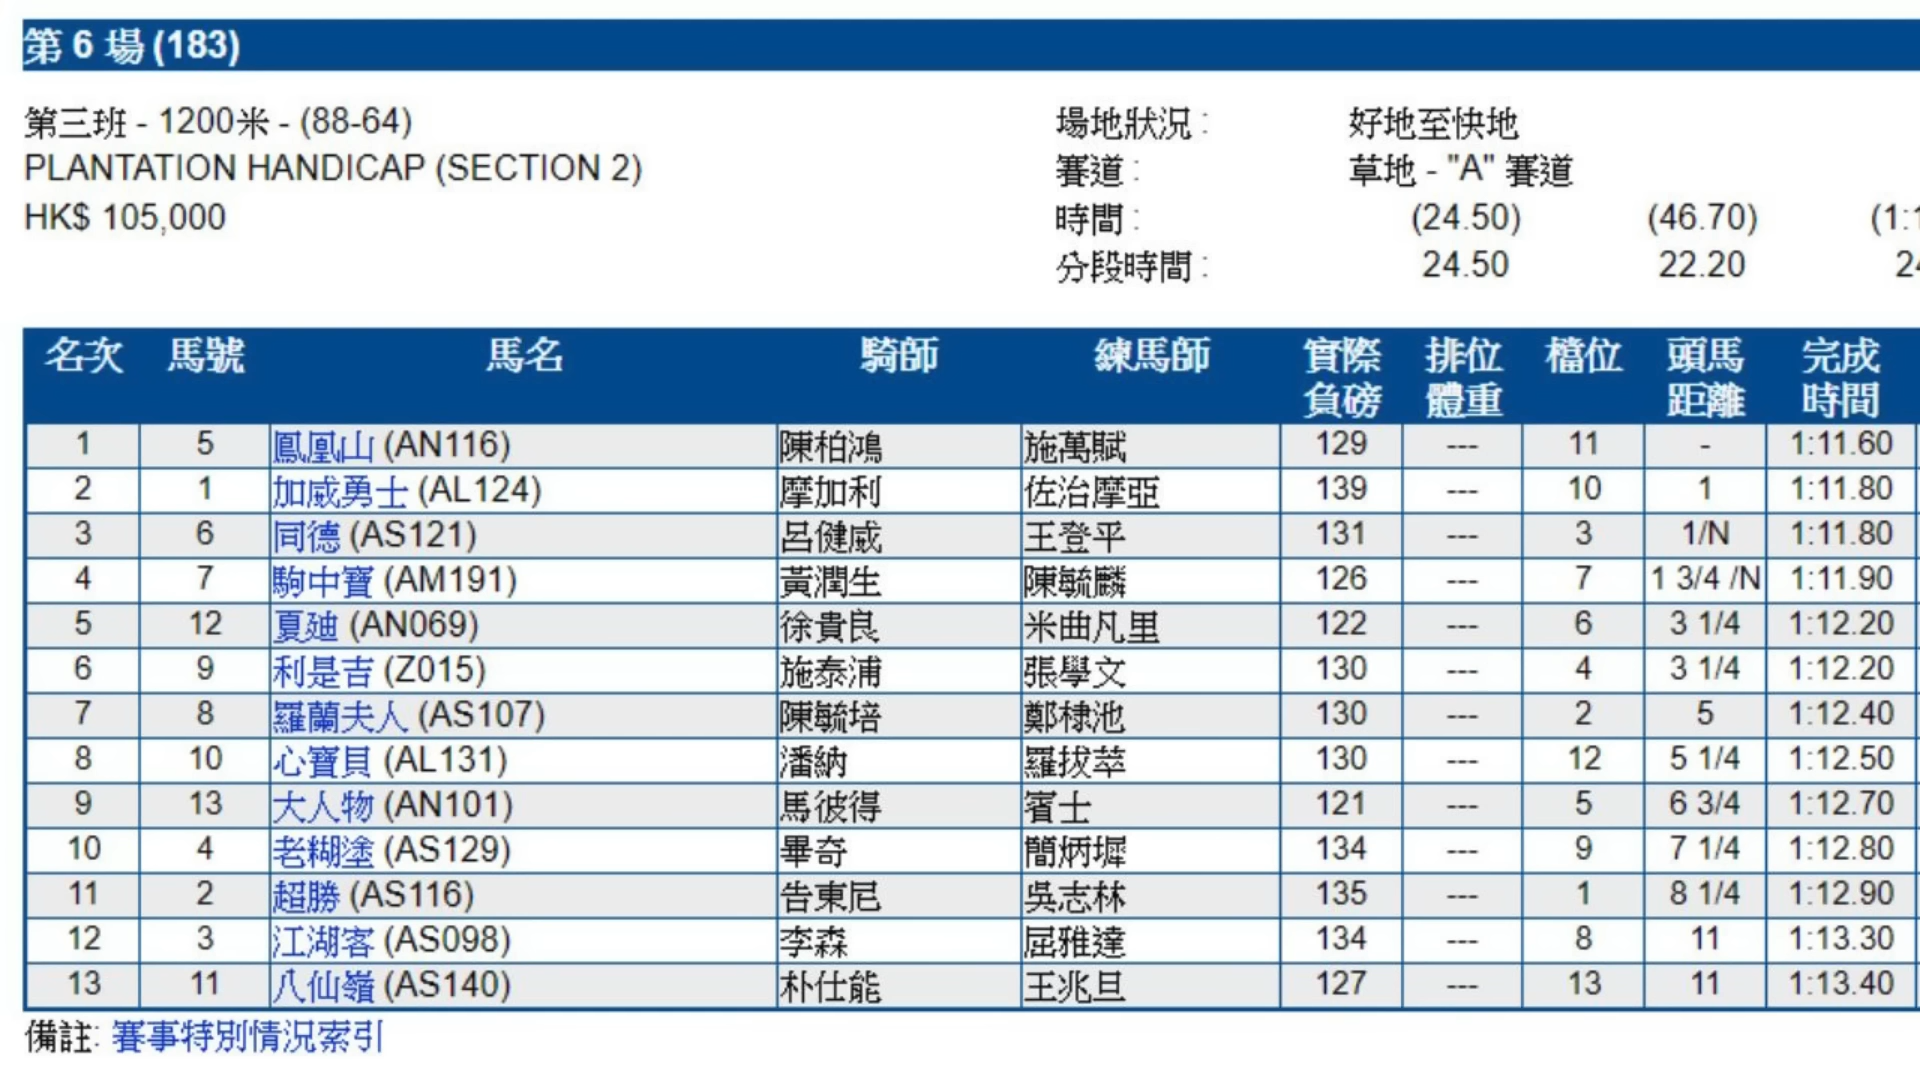 第 6 場 (183)
第三班 - 1200米 - (88-64)
PLANTATION HANDICAP (SECTION 2)
HK$ 105,000
場地狀況 : 好地至快地
賽道 : 草地 - "A" 賽道
時間 : (24.50) (46.70) (1:1
分段時間 : 24.50 22.20 24
名次 馬號 馬名 騎師 練馬師 實際負磅 排位體重 檔位 頭馬距離 完成時間
1 5 鳳凰山 (AN116) 陳柏鴻 施萬賦 129 --- 11 - 1:11.60
2 1 加威勇士 (AL124) 摩加利 佐治摩亞 139 --- 10 1 1:11.80
3 6 同德 (AS121) 呂健威 王登平 131 --- 3 1/N 1:11.80
4 7 駒中寶 (AM191) 黃潤生 陳毓麟 126 --- 7 1 3/4 /N 1:11.90
5 12 夏廸 (AN069) 徐貴良 米曲凡里 122 --- 6 3 1/4 1:12.20
6 9 利是吉 (Z015) 施泰浦 張學文 130 --- 4 3 1/4 1:12.20
7 8 羅蘭夫人 (AS107) 陳毓培 鄭棣池 130 --- 2 5 1:12.40
8 10 心寶貝 (AL131) 潘納 羅拔萃 130 --- 12 5 1/4 1:12.50
9 13 大人物 (AN101) 馬彼得 賓士 121 --- 5 6 3/4 1:12.70
10 4 老糊塗 (AS129) 畢奇 簡炳墀 134 --- 9 7 1/4 1:12.80
11 2 超勝 (AS116) 告東尼 吳志林 135 --- 1 8 1/4 1:12.90
12 3 江湖客 (AS098) 李森 屈雅達 134 --- 8 11 1:13.30
13 11 八仙嶺 (AS140) 朴仕能 王兆旦 127 --- 13 11 1:13.40
備註: 賽事特別情況索引